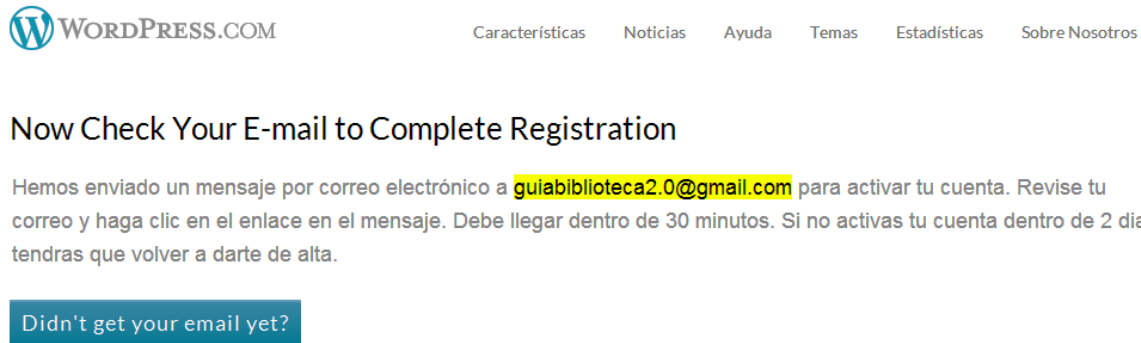 WORDPRESS.COM
Características Noticias Ayuda Temas Estadísticas Sobre Nosotros
Now Check Your E-mail to Complete Registration
Hemos enviado un mensaje por correo electrónico a guiabiblioteca2.0@gmail.com para activar tu cuenta. Revise tu
correo y haga clic en el enlace en el mensaje. Debe llegar dentro de 30 minutos. Si no activas tu cuenta dentro de 2 dia
tendras que volver a darte de alta.
Didn't get your email yet?